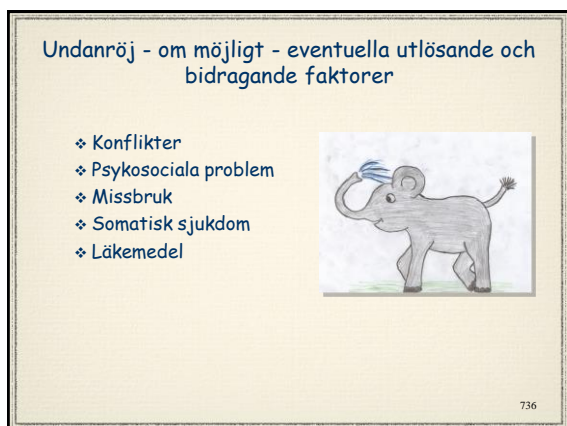 Undanröj - om möjligt - eventuella utlösande och
bidragande faktorer
❖ Konflikter
❖ Psykosociala problem
❖ Missbruk
❖ Somatisk sjukdom
❖ Läkemedel
736